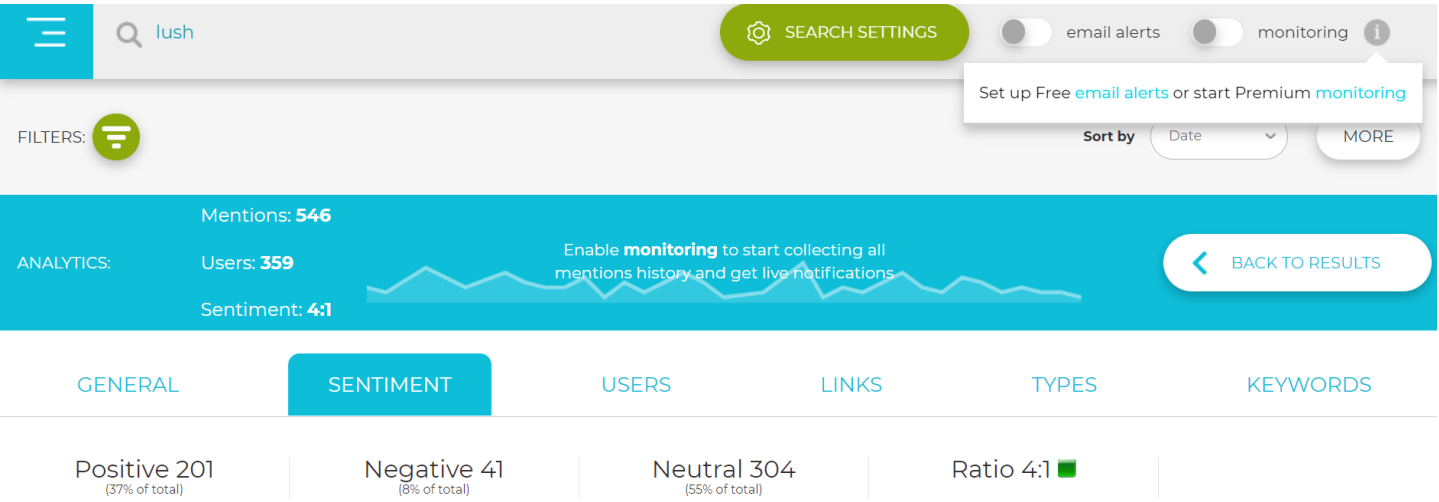 lush
SEARCH SETTINGS
email alerts
monitoring
i
Set up Free email alerts or start Premium monitoring
FILTERS:
Sort by
Date
MORE
ANALYTICS:
Mentions: 546
Users: 359
Sentiment: 4:1
Enable monitoring to start collecting all
mentions history and get live notifications
BACK TO RESULTS
GENERAL
SENTIMENT
USERS
LINKS
TYPES
KEYWORDS
Positive 201
(37% of total)
Negative 41
(8% of total)
Neutral 304
(55% of total)
Ratio 4:1